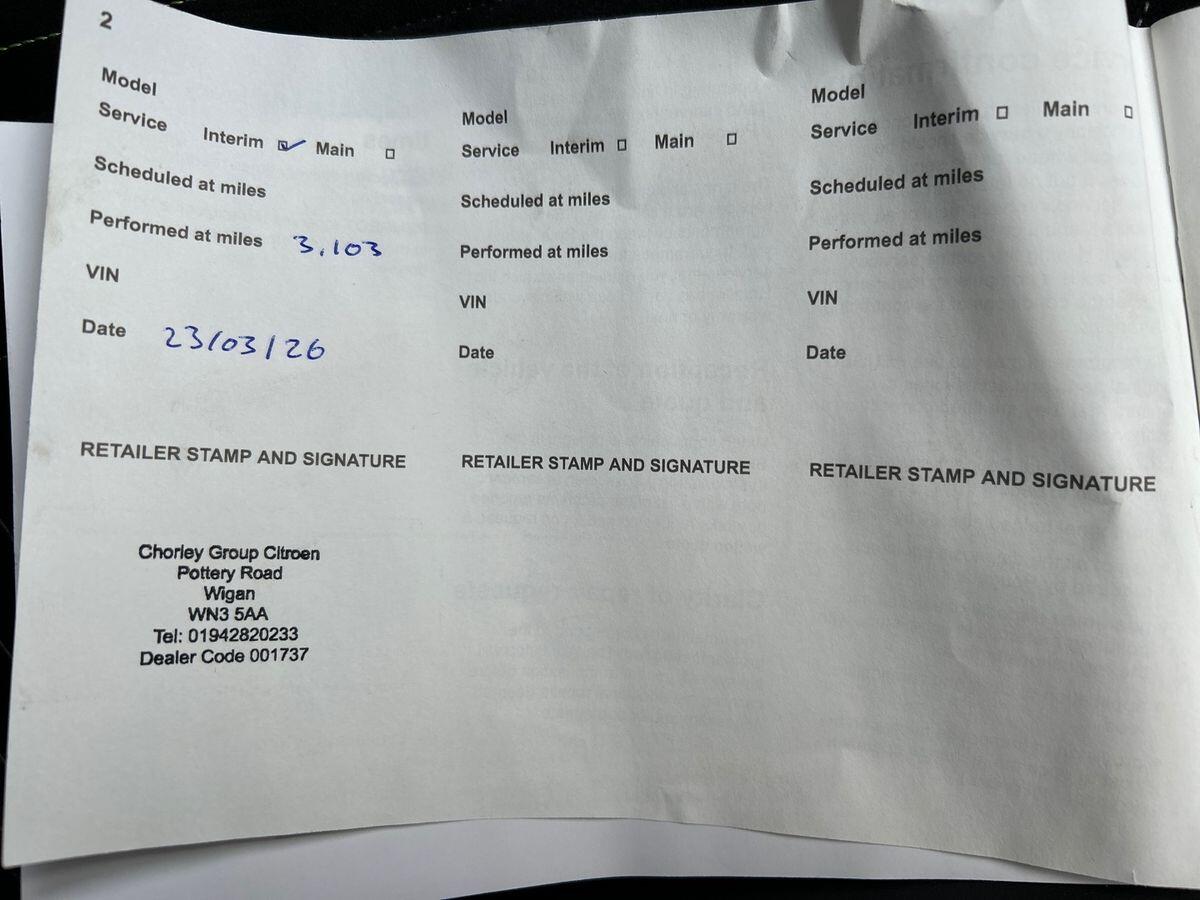 2
Model
Service Interim Main
Scheduled at miles
Performed at miles 3,103
VIN
Date 23/03/26
RETAILER STAMP AND SIGNATURE
Chorley Group Citroen
Pottery Road
Wigan
WN3 5AA
Tel: 01942820233
Dealer Code 001737
Model
Service Interim Main
Scheduled at miles
Performed at miles
VIN
Date
RETAILER STAMP AND SIGNATURE
Model
Service Interim Main
Scheduled at miles
Performed at miles
VIN
Date
RETAILER STAMP AND SIGNATURE